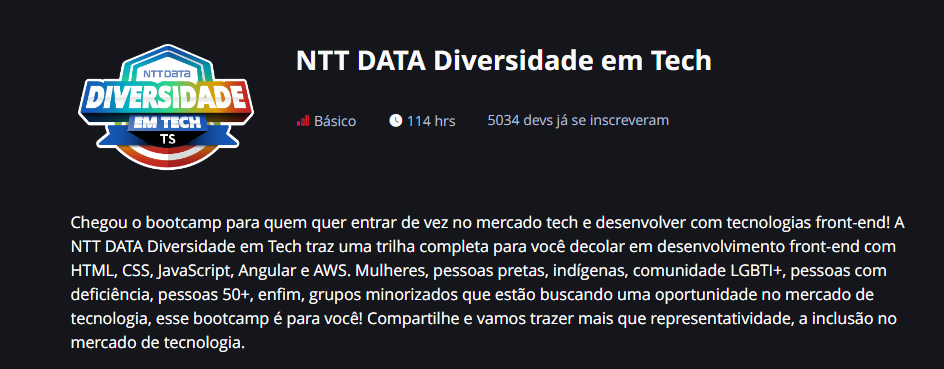 NTT DATA Diversidade em Tech
NTT DATA
DIVERSIDADE
EM TECH
TS
Básico
114 hrs
5034 devs já se inscreveram
Chegou o bootcamp para quem quer entrar de vez no mercado tech e desenvolver com tecnologias front-end! A
NTT DATA Diversidade em Tech traz uma trilha completa para você decolar em desenvolvimento front-end com
HTML, CSS, JavaScript, Angular e AWS. Mulheres, pessoas pretas, indígenas, comunidade LGBTI+, pessoas com
deficiência, pessoas 50+, enfim, grupos minorizados que estão buscando uma oportunidade no mercado de
tecnologia, esse bootcamp é para você! Compartilhe e vamos trazer mais que representatividade, a inclusão no
mercado de tecnologia.